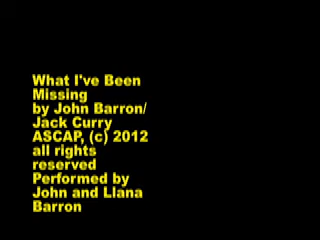 What I've Been
Missing
by John Barron/
Jack Curry
ASCAP, (c) 2012
all rights
reserved
Performed by
John and Llana
Barron